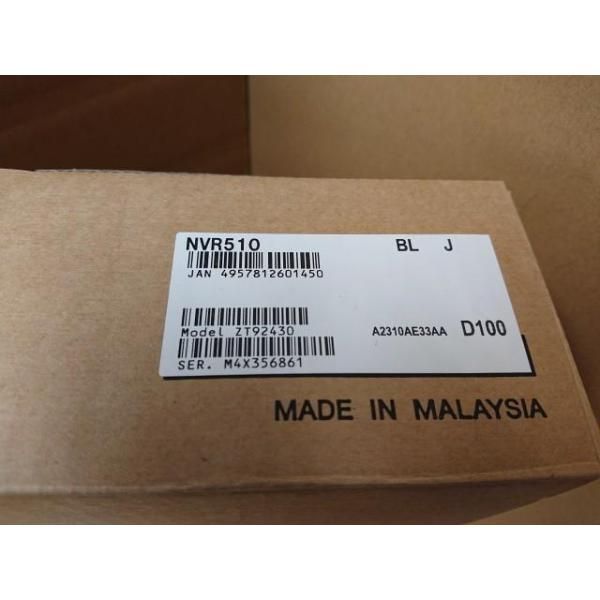 NVR510 BL J
JAN 4957812601450
Model ZT92430 A2310AE33AA D100
SER. M4X356861
MADE IN MALAYSIA